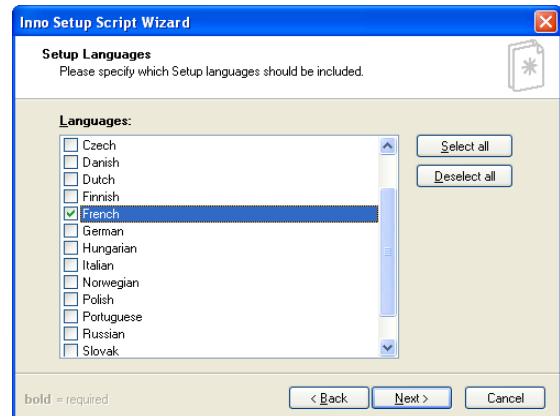 Inno Setup Script Wizard
Setup Languages
Please specify which Setup languages should be included.
Languages:
Czech
Danish
Dutch
Finnish
French
German
Hungarian
Italian
Norwegian
Polish
Portuguese
Russian
Slovak
Select all
Deselect all
bold = required
< Back
Next >
Cancel